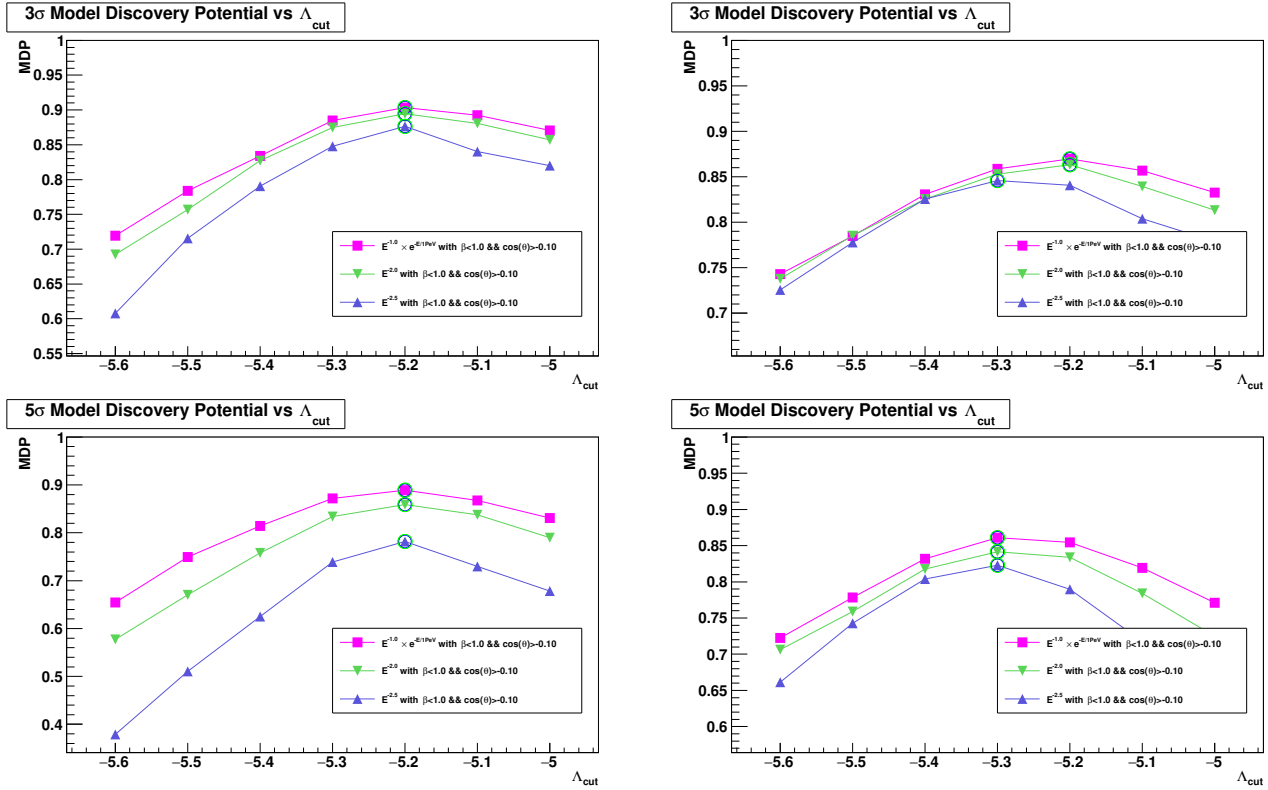 3σ Model Discovery Potential vs Λcut
MDP
1
0.95
0.9
0.85
0.8
0.75
0.7
0.65
0.6
0.55
E^-1.0 × e^-E/1PeV with β<1.0 && cos(θ)>-0.10
E^-2.0 with β<1.0 && cos(θ)>-0.10
E^-2.5 with β<1.0 && cos(θ)>-0.10
−5.6 −5.5 −5.4 −5.3 −5.2 −5.1 −5
Λcut
3σ Model Discovery Potential vs Λcut
MDP
1
0.95
0.9
0.85
0.8
0.75
0.7
E^-1.0 × e^-E/1PeV with β<1.0 && cos(θ)>-0.10
E^-2.0 with β<1.0 && cos(θ)>-0.10
E^-2.5 with β<1.0 && cos(θ)>-0.10
−5.6 −5.5 −5.4 −5.3 −5.2 −5.1 −5
Λcut
5σ Model Discovery Potential vs Λcut
MDP
1
0.9
0.8
0.7
0.6
0.5
0.4
E^-1.0 × e^-E/1PeV with β<1.0 && cos(θ)>-0.10
E^-2.0 with β<1.0 && cos(θ)>-0.10
E^-2.5 with β<1.0 && cos(θ)>-0.10
−5.6 −5.5 −5.4 −5.3 −5.2 −5.1 −5
Λcut
5σ Model Discovery Potential vs Λcut
MDP
1
0.95
0.9
0.85
0.8
0.75
0.7
0.65
0.6
E^-1.0 × e^-E/1PeV with β<1.0 && cos(θ)>-0.10
E^-2.0 with β<1.0 && cos(θ)>-0.10
E^-2.5 with β<1.0 && cos(θ)>-0.10
−5.6 −5.5 −5.4 −5.3 −5.2 −5.1 −5
Λcut